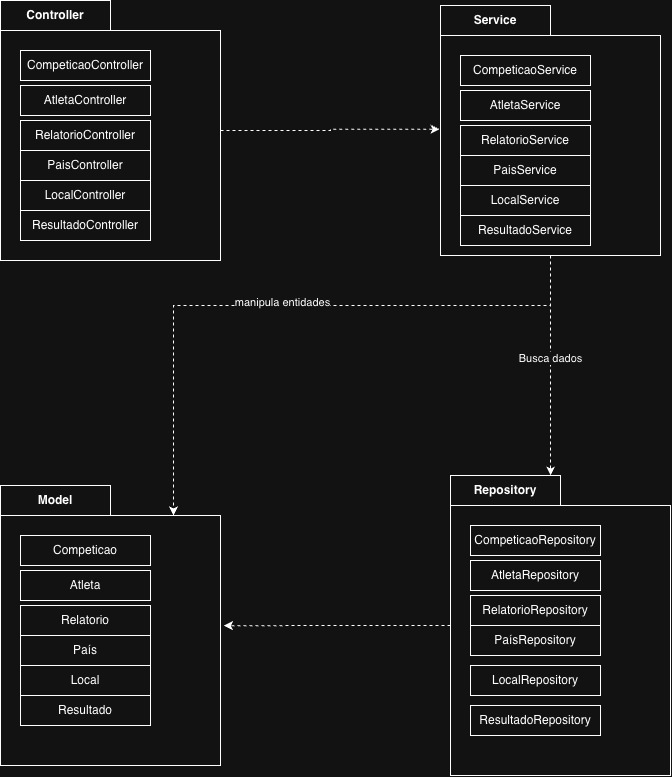 Controller
CompeticaoController
AtletaController
RelatorioController
PaisController
LocalController
ResultadoController
Service
CompeticaoService
AtletaService
RelatorioService
PaisService
LocalService
ResultadoService
manipula entidades
Busca dados
Model
Competicao
Atleta
Relatorio
País
Local
Resultado
Repository
CompeticaoRepository
AtletaRepository
RelatorioRepository
PaísRepository
LocalRepository
ResultadoRepository